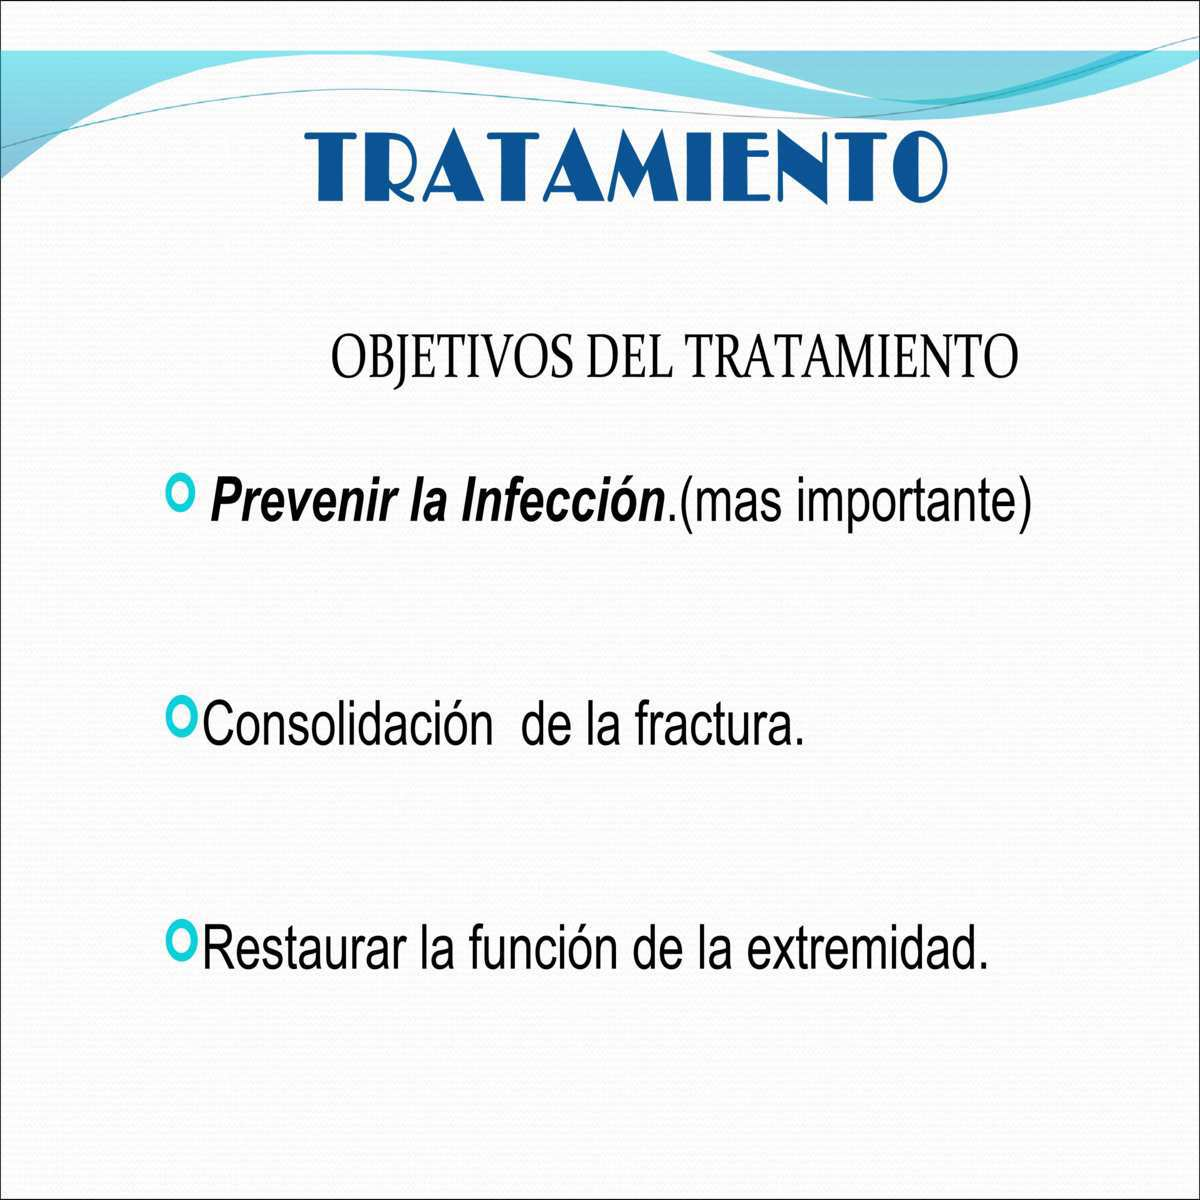 TRATAMIENTO
OBJETIVOS DEL TRATAMIENTO
Prevenir la Infección.(mas importante)
Consolidación de la fractura.
Restaurar la función de la extremidad.